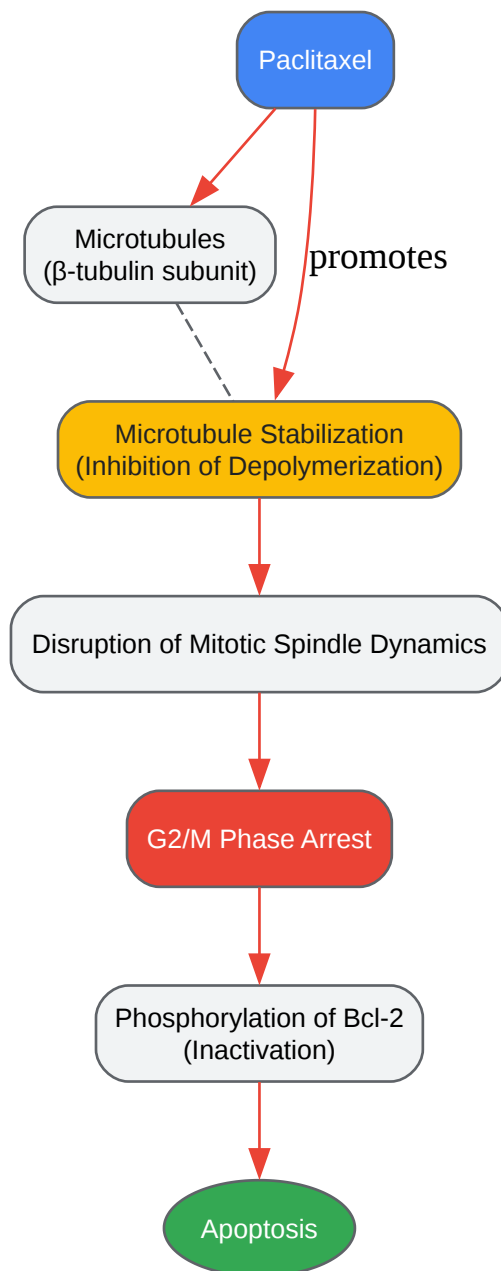 Paclitaxel
Microtubules
(β-tubulin subunit)
promotes
Microtubule Stabilization
(Inhibition of Depolymerization)
Disruption of Mitotic Spindle Dynamics
G2/M Phase Arrest
Phosphorylation of Bcl-2
(Inactivation)
Apoptosis